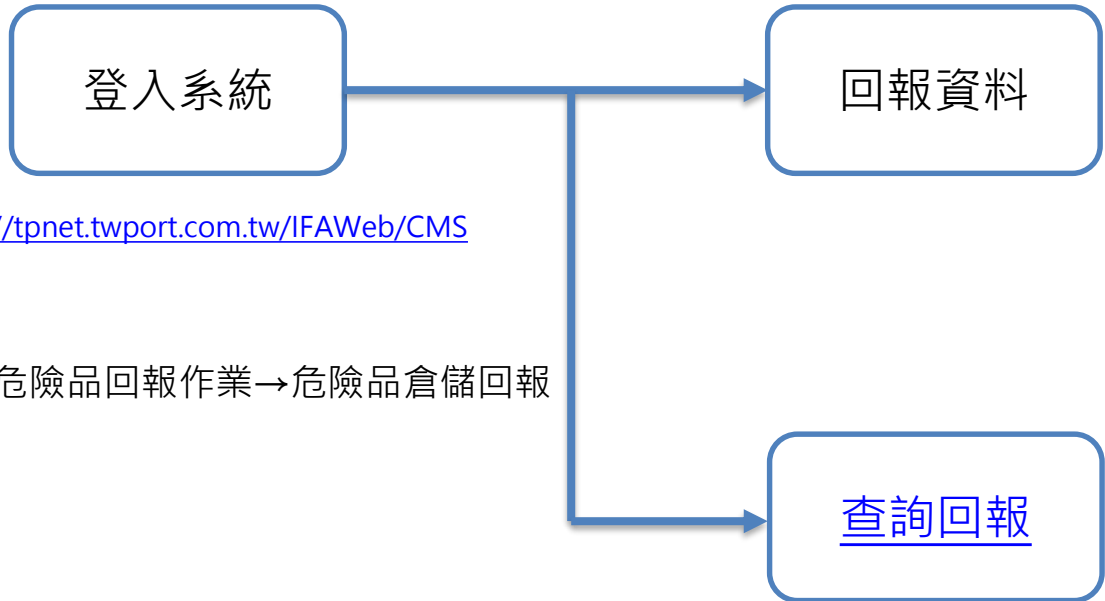 登入系統
回報資料
//tpnet.twport.com.tw/IFAWeb/CMS
危險品回報作業→危險品倉儲回報
查詢回報